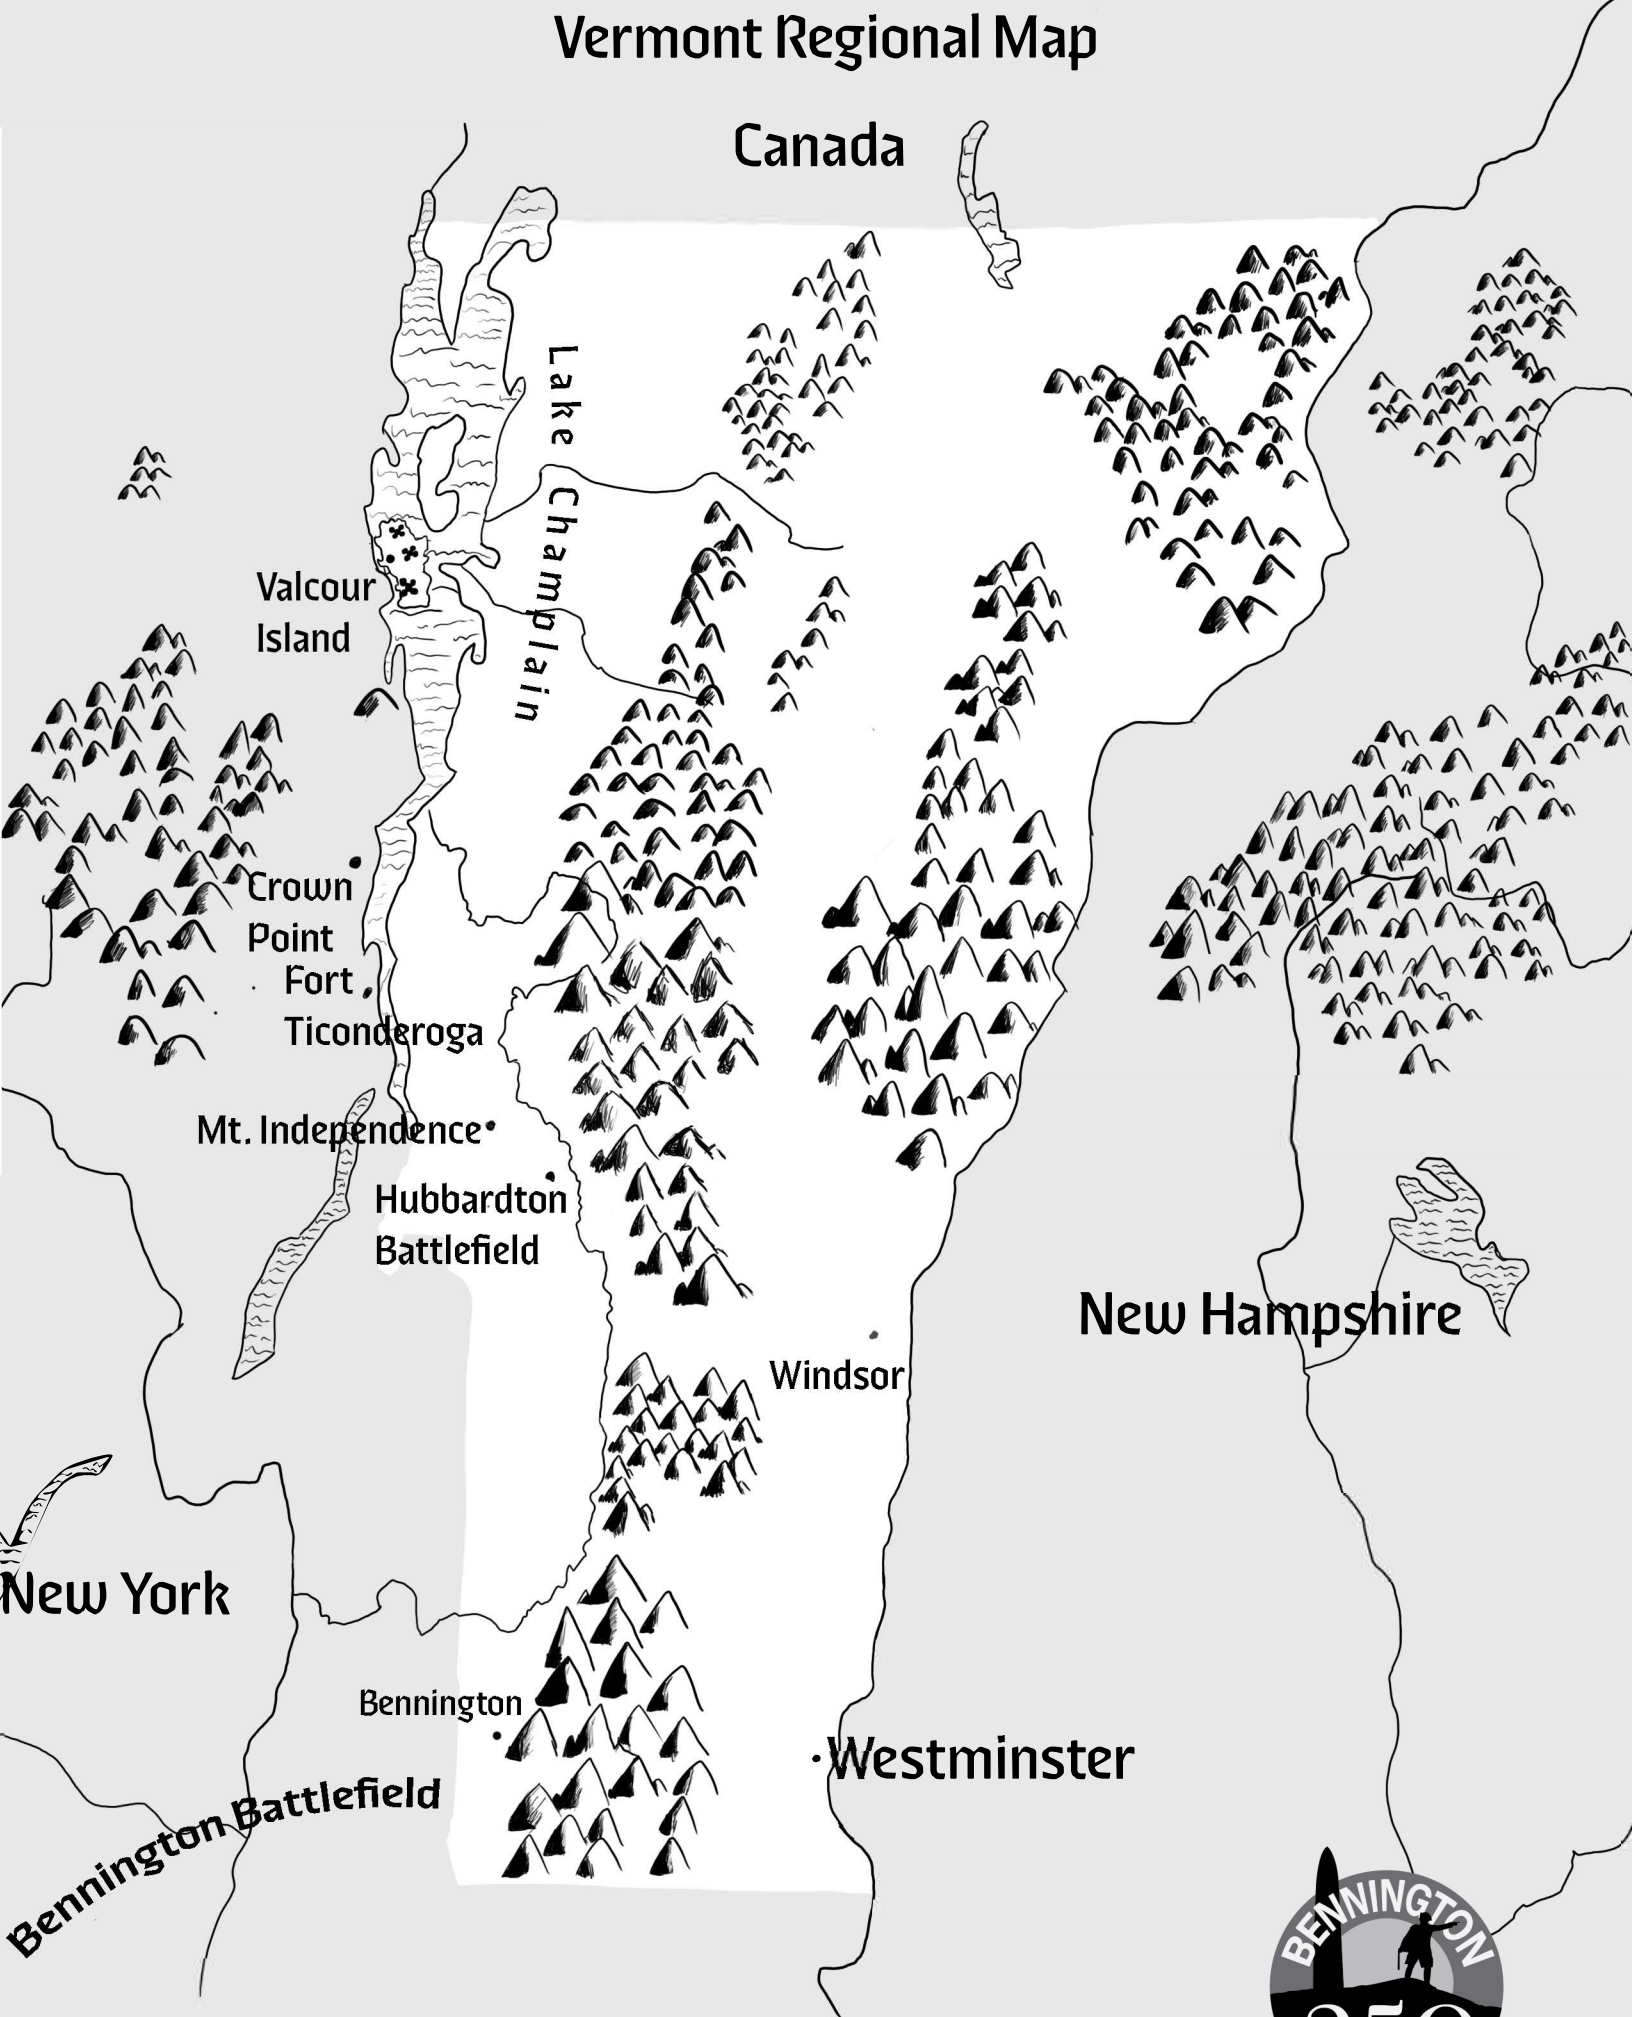 Vermont Regional Map
Canada
Lake Champlain
Valcour
Island
Crown
Point
Fort
Ticonderoga
Mt. Independence
Hubbardton
Battlefield
New Hampshire
Windsor
New York
Bennington
Westminster
Bennington Battlefield
BENNINGTON
250